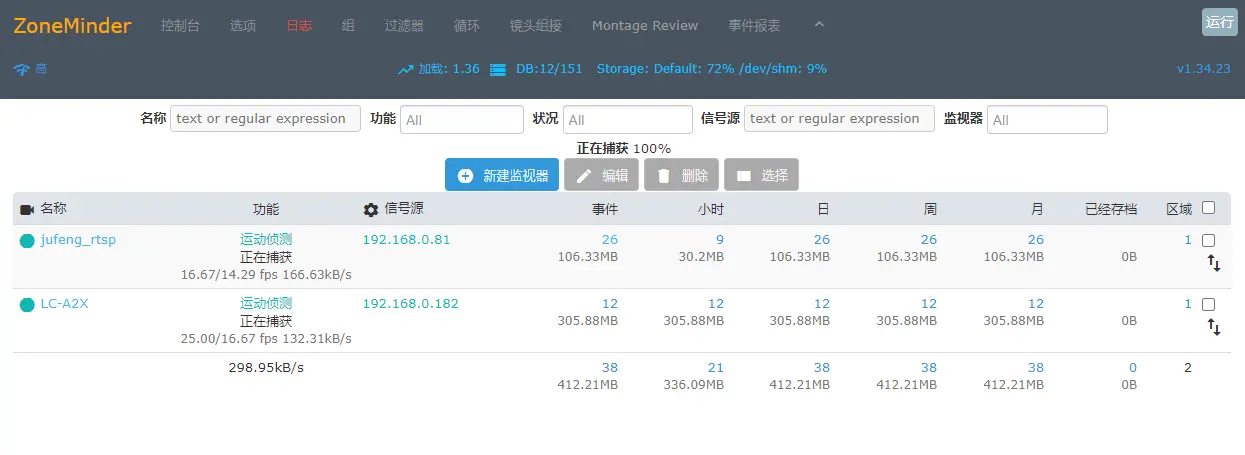 ZoneMinder 控制台 选项 日志 组 过滤器 循环 镜头组接 Montage Review 事件报表 运行
高 加载: 1.36 DB:12/151 Storage: Default: 72% /dev/shm: 9% v1.34.23
名称 text or regular expression 功能 All 状况 All 信号源 text or regular expression 监视器 All
正在捕获 100%
新建监视器 编辑 删除 选择
名称 功能 信号源 事件 小时 日 周 月 已经存档 区域
jufeng_rtsp 运动侦测 192.168.0.81 26 9 26 26 26 1
正在捕获 106.33MB 30.2MB 106.33MB 106.33MB 106.33MB 0B
16.67/14.29 fps 166.63kB/s
LC-A2X 运动侦测 192.168.0.182 12 12 12 12 12 1
正在捕获 305.88MB 305.88MB 305.88MB 305.88MB 305.88MB 0B
25.00/16.67 fps 132.31kB/s
298.95kB/s 38 21 38 38 38 0 2
412.21MB 336.09MB 412.21MB 412.21MB 412.21MB 0B